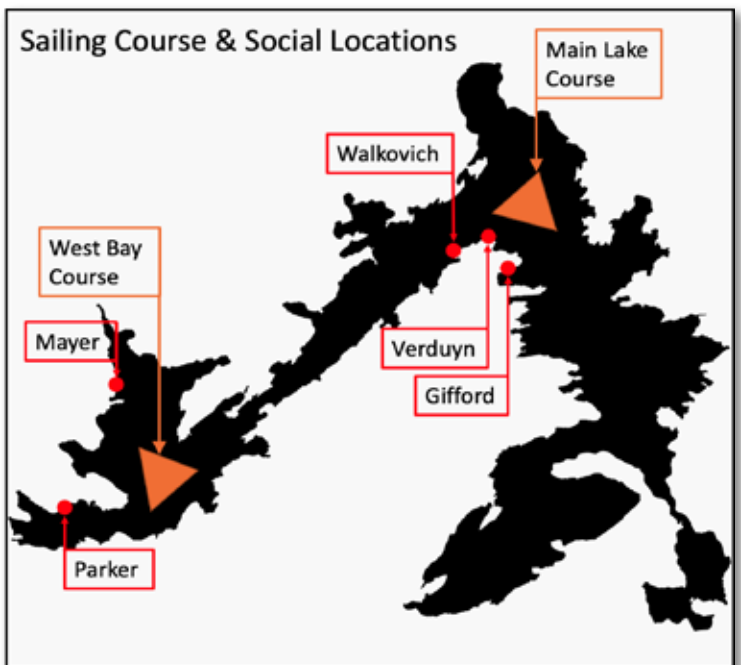 Sailing Course & Social Locations
Main Lake
Course
Walkovich
West Bay
Course
Mayer
Verduyn
Gifford
Parker